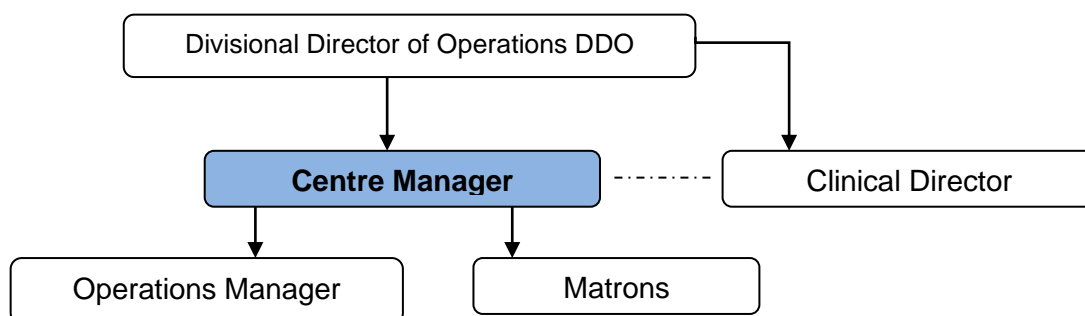 Divisional Director of Operations DDO
Centre Manager
Clinical Director
Operations Manager
Matrons